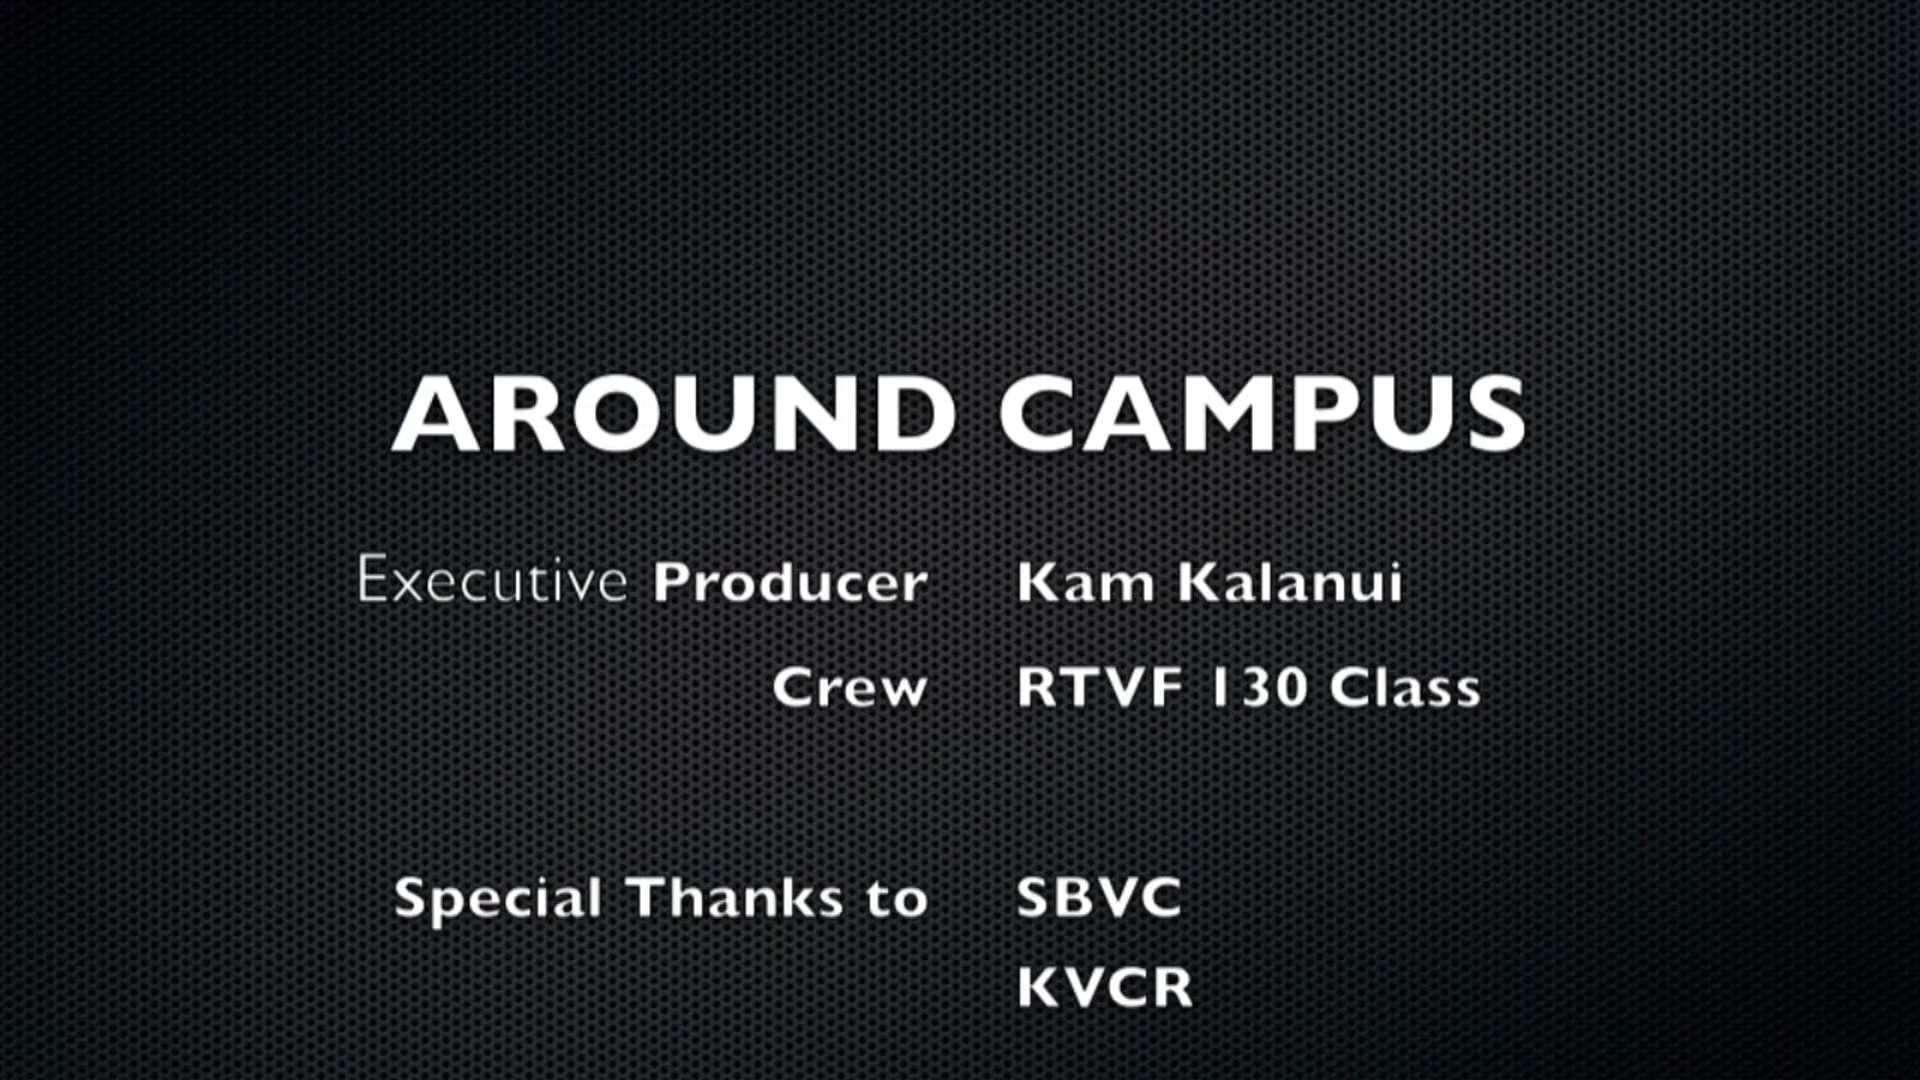 AROUND CAMPUS
Executive Producer Kam Kalanui
Crew RTVF 130 Class
Special Thanks to SBVC
KVCR